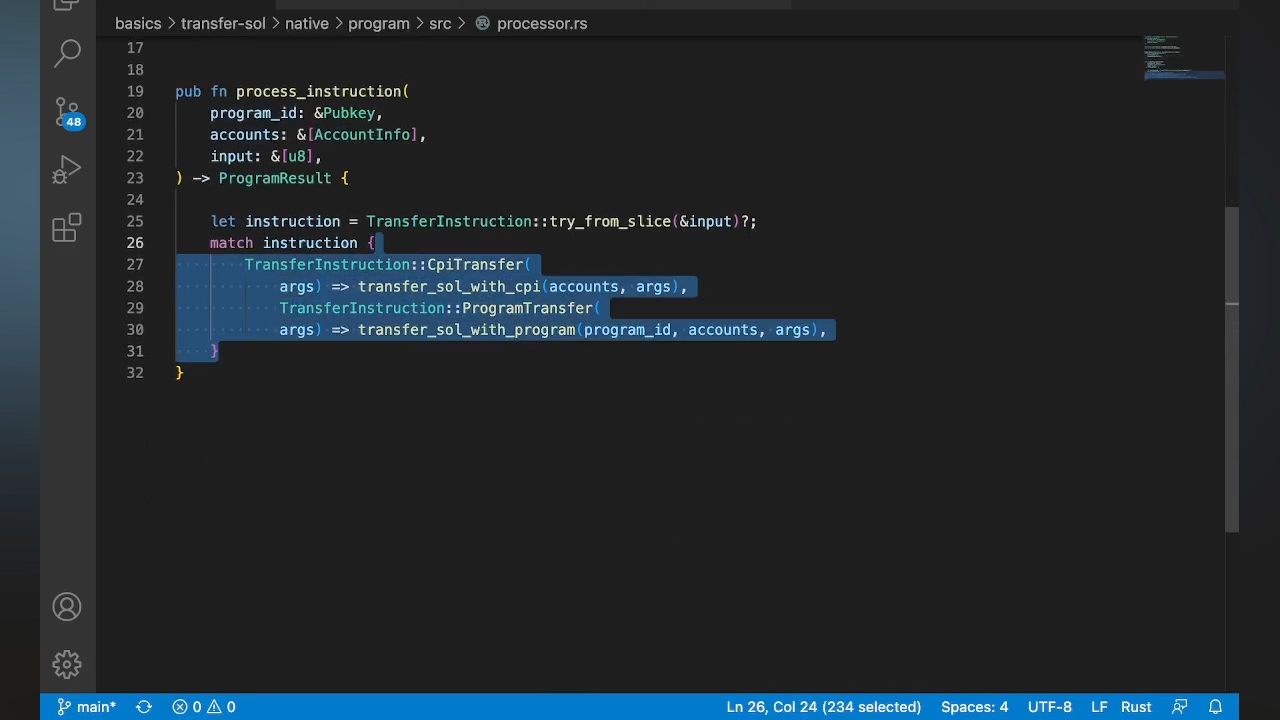 basics > transfer-sol > native > program > src > processor.rs
17
18
19 pub fn process_instruction(
20 program_id: &Pubkey,
21 accounts: &[AccountInfo],
22 input: &[u8],
23 ) -> ProgramResult {
24
25 let instruction = TransferInstruction::try_from_slice(&input)?;
26 match instruction {
27 TransferInstruction::CpiTransfer(
28 args) => transfer_sol_with_cpi(accounts, args),
29 TransferInstruction::ProgramTransfer(
30 args) => transfer_sol_with_program(program_id, accounts, args),
31 }
32 }
48
main* 0 0 Ln 26, Col 24 (234 selected) Spaces: 4 UTF-8 LF Rust